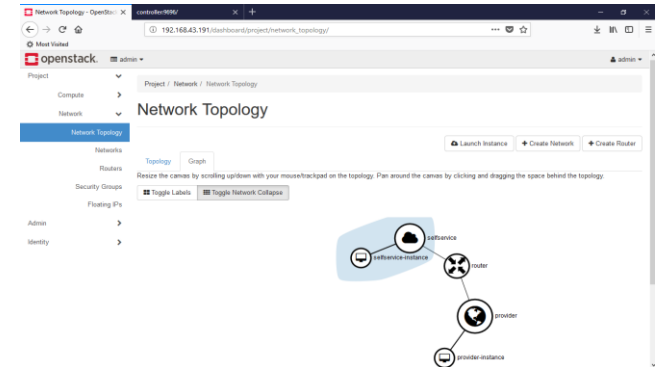 Network Topology - OpenStac
controller:9696/
192.168.43.191/dashboard/project/network_topology/
Most Visited
openstack.
admin
admin
Project
Compute
Network
Network Topology
Networks
Routers
Security Groups
Floating IPs
Admin
Identity
Project / Network / Network Topology
Network Topology
Launch Instance
Create Network
Create Router
Topology
Graph
Resize the canvas by scrolling up/down with your mouse/trackpad on the topology. Pan around the canvas by clicking and dragging the space behind the topology.
Toggle Labels
Toggle Network Collapse
selfservice
selfservice-instance
router
provider
provider-instance